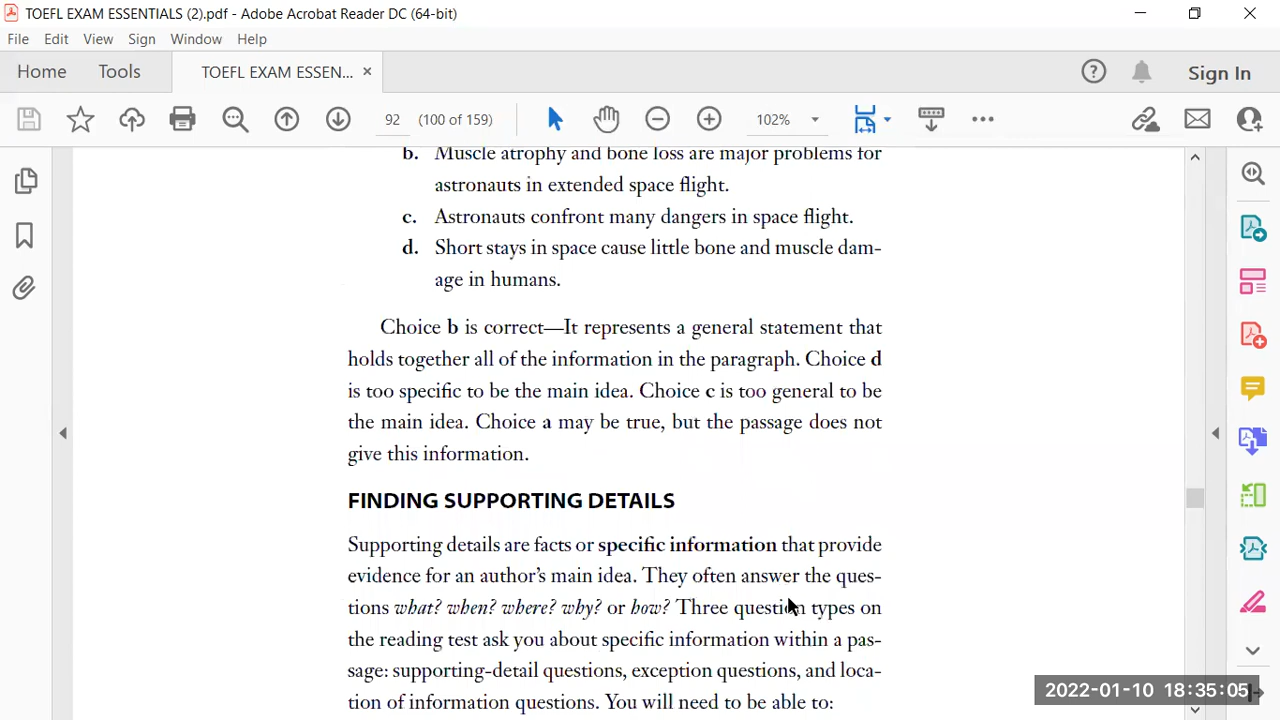 TOEFL EXAM ESSENTIALS (2).pdf - Adobe Acrobat Reader DC (64-bit)
File Edit View Sign Window Help
Home Tools TOEFL EXAM ESSEN... × Sign In
92 (100 of 159) 102%
b. Muscle atrophy and bone loss are major problems for
astronauts in extended space flight.
c. Astronauts confront many dangers in space flight.
d. Short stays in space cause little bone and muscle dam-
age in humans.
Choice b is correct—It represents a general statement that
holds together all of the information in the paragraph. Choice d
is too specific to be the main idea. Choice c is too general to be
the main idea. Choice a may be true, but the passage does not
give this information.
FINDING SUPPORTING DETAILS
Supporting details are facts or specific information that provide
evidence for an author's main idea. They often answer the ques-
tions what? when? where? why? or how? Three question types on
the reading test ask you about specific information within a pas-
sage: supporting-detail questions, exception questions, and loca-
tion of information questions. You will need to be able to:
2022-01-10 18:35:05